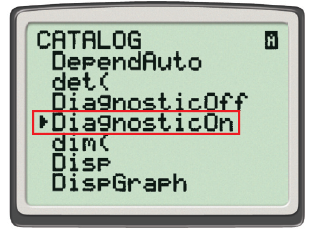 CATALOG A
DependAuto
det(
DiagnosticOff
▶DiagnosticOn
dim(
Disp
DispGraph